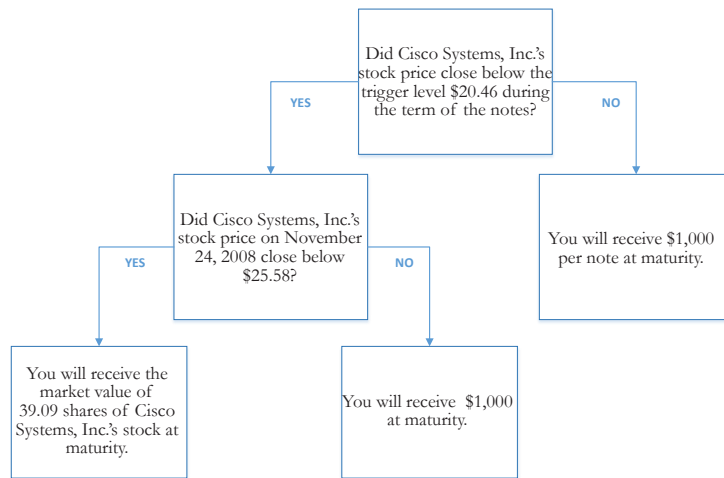 Did Cisco Systems, Inc.'s
stock price close below the
trigger level $20.46 during
the term of the notes?
YES
NO
Did Cisco Systems, Inc.'s
stock price on November
24, 2008 close below
$25.58?
You will receive $1,000
per note at maturity.
YES
NO
You will receive the
market value of
39.09 shares of Cisco
Systems, Inc.'s stock at
maturity.
You will receive $1,000
at maturity.